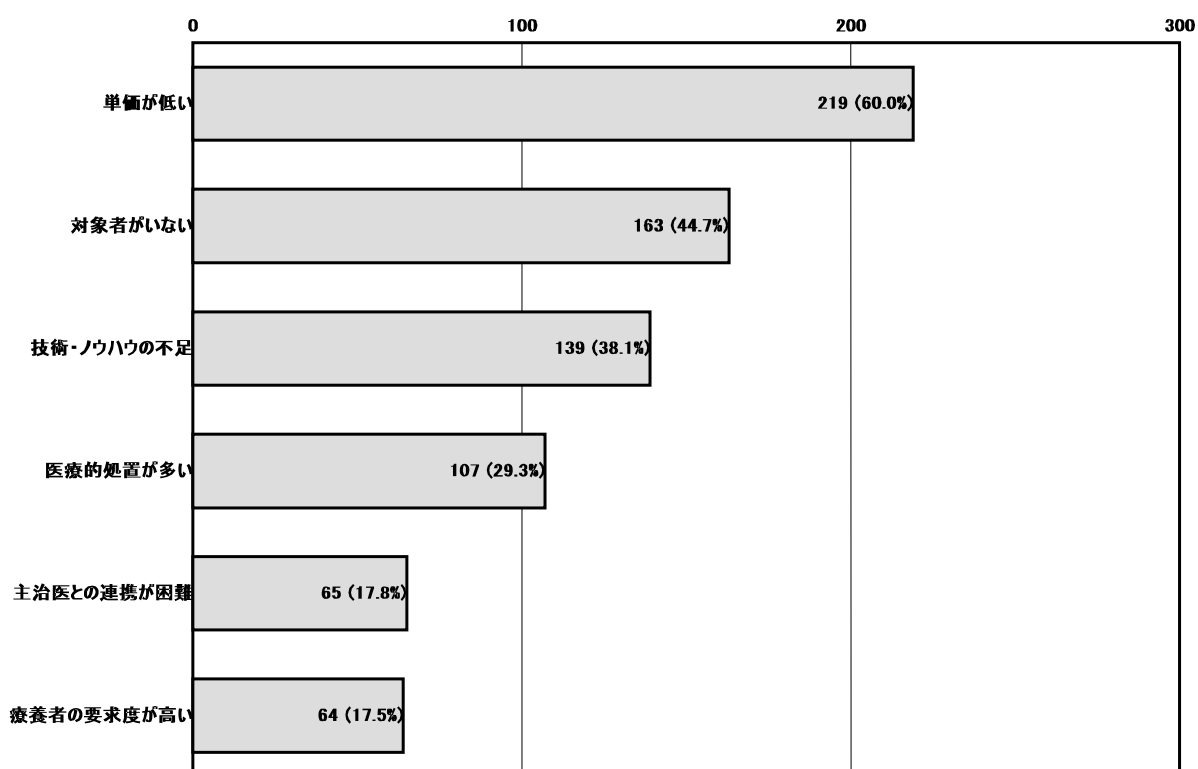 0 100 200 300
単価が低い 219 (60.0%)
対象者がいない 163 (44.7%)
技術・ノウハウの不足 139 (38.1%)
医療的処置が多い 107 (29.3%)
主治医との連携が困難 65 (17.8%)
療養者の要求度が高い 64 (17.5%)